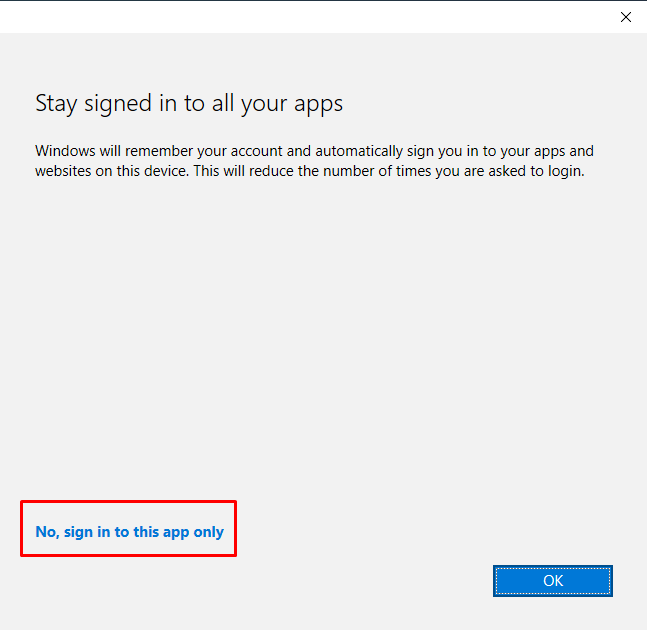 Stay signed in to all your apps
Windows will remember your account and automatically sign you in to your apps and
websites on this device. This will reduce the number of times you are asked to login.
No, sign in to this app only
OK